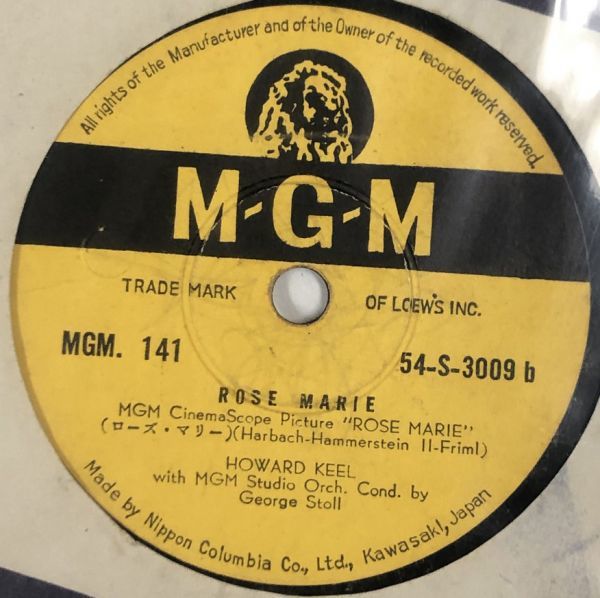 All rights of the Manufacturer and of the Owner of the recorded work reserved.
M-G-M
TRADE MARK OF LOEW'S INC.
MGM. 141 54-S-3009 b
ROSE MARIE
MGM CinemaScope Picture "ROSE MARIE"
(ローズ・マリー)(Harbach-Hammerstein II-Friml)
HOWARD KEEL
with MGM Studio Orch. Cond. by
George Stoll
Made by Nippon Columbia Co., Ltd., Kawasaki, Japan